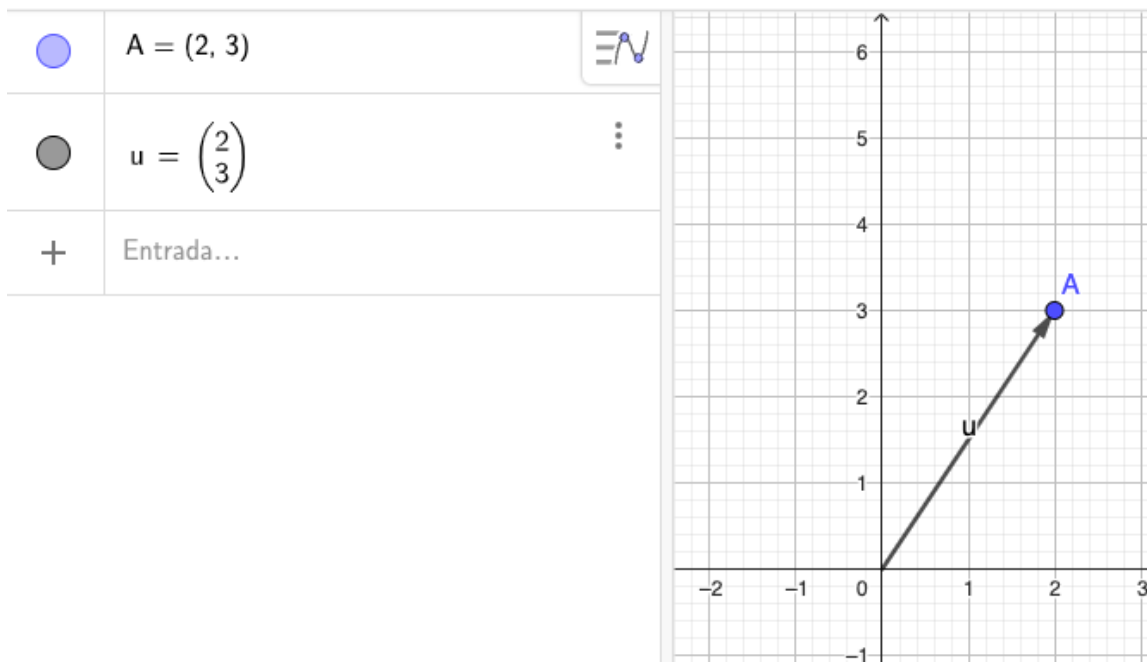 A = (2, 3)
u = (2 3)
Entrada…
6
5
4
3
2
1
A
u
–2 –1 0 1 2 3
–1